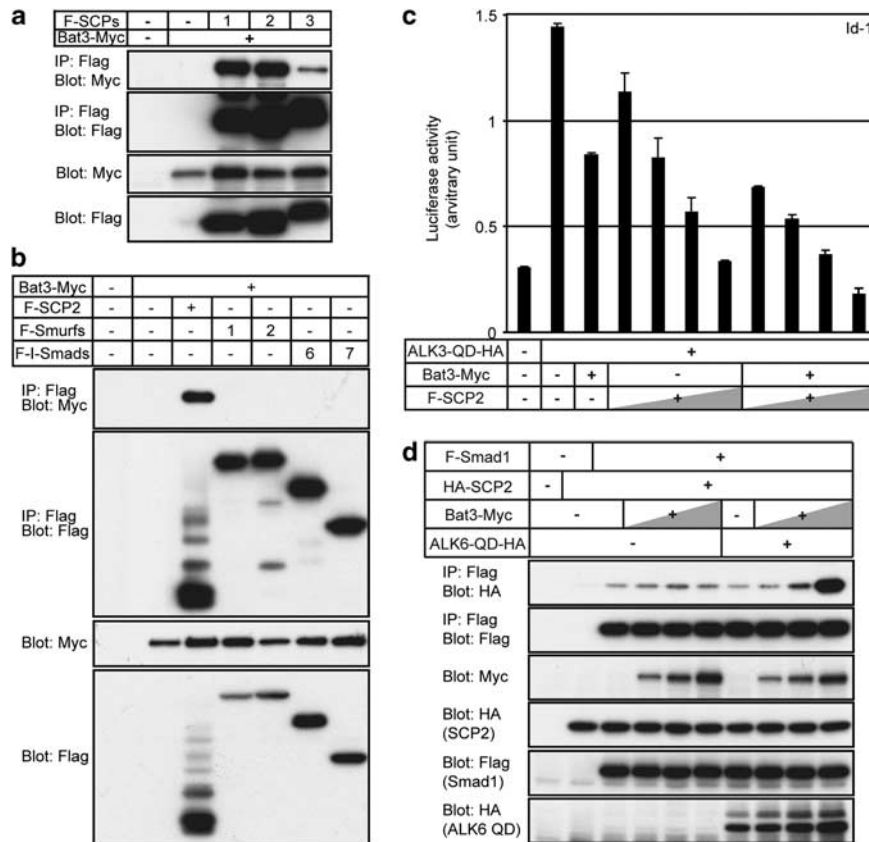 a
F-SCPs - - 1 2 3
Bat3-Myc - +
IP: Flag
Blot: Myc
IP: Flag
Blot: Flag
Blot: Myc
Blot: Flag
b
Bat3-Myc - +
F-SCP2 - - + - - - -
F-Smurfs - - - 1 2 - -
F-I-Smads - - - - - 6 7
IP: Flag
Blot: Myc
IP: Flag
Blot: Flag
Blot: Myc
Blot: Flag
c
Id-1
1.5
1
0.5
0
Luciferase activity
(arvitrary unit)
ALK3-QD-HA - +
Bat3-Myc - - + - +
F-SCP2 - - - + +
d
F-Smad1 - +
HA-SCP2 - +
Bat3-Myc - + - +
ALK6-QD-HA - +
IP: Flag
Blot: HA
IP: Flag
Blot: Flag
Blot: Myc
Blot: HA
(SCP2)
Blot: Flag
(Smad1)
Blot: HA
(ALK6 QD)